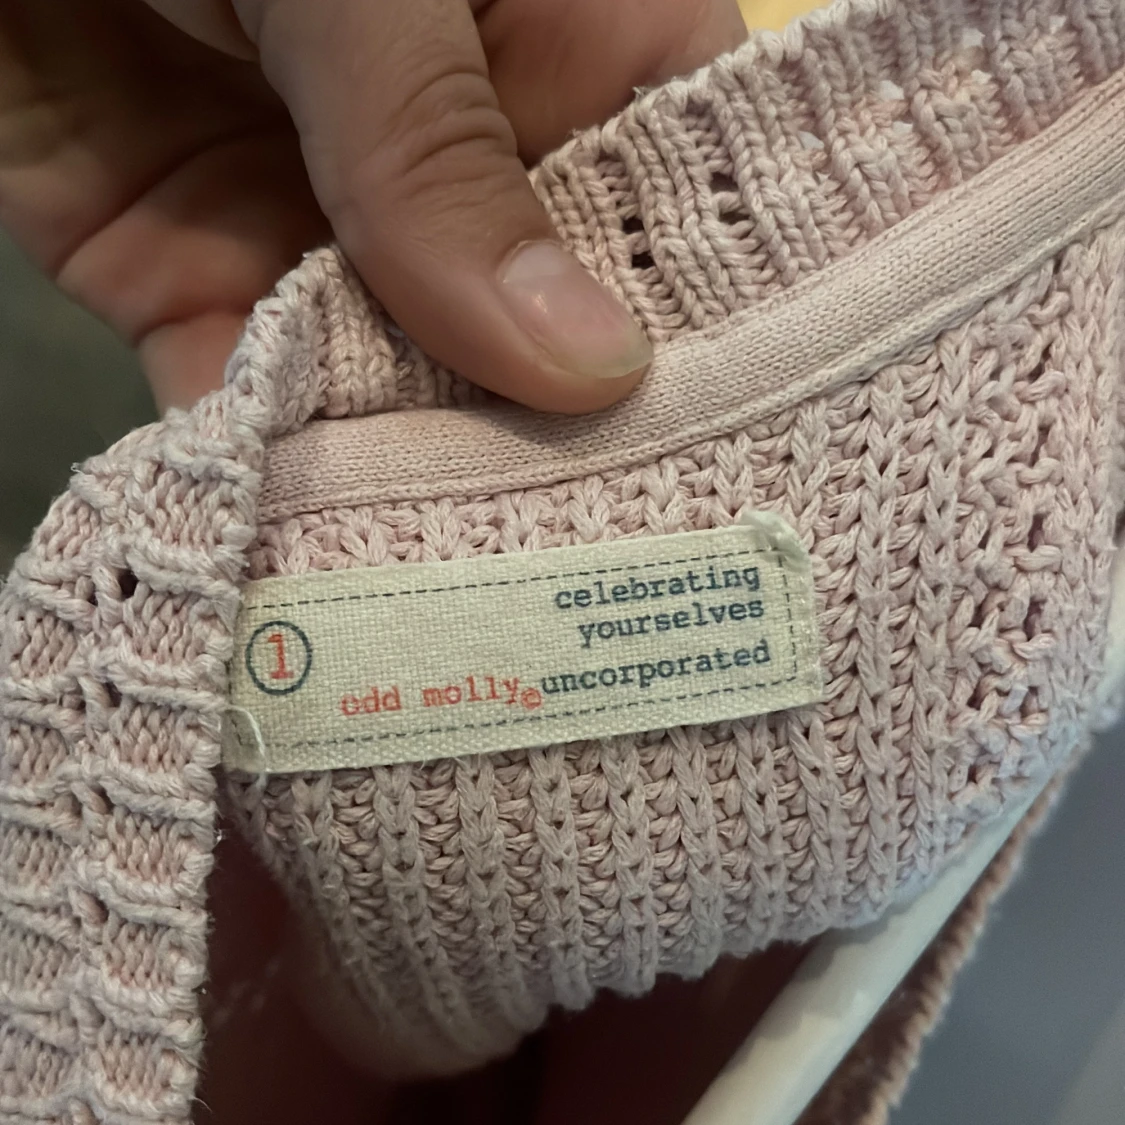 celebrating
yourselves
1
uncorporated
odd molly©